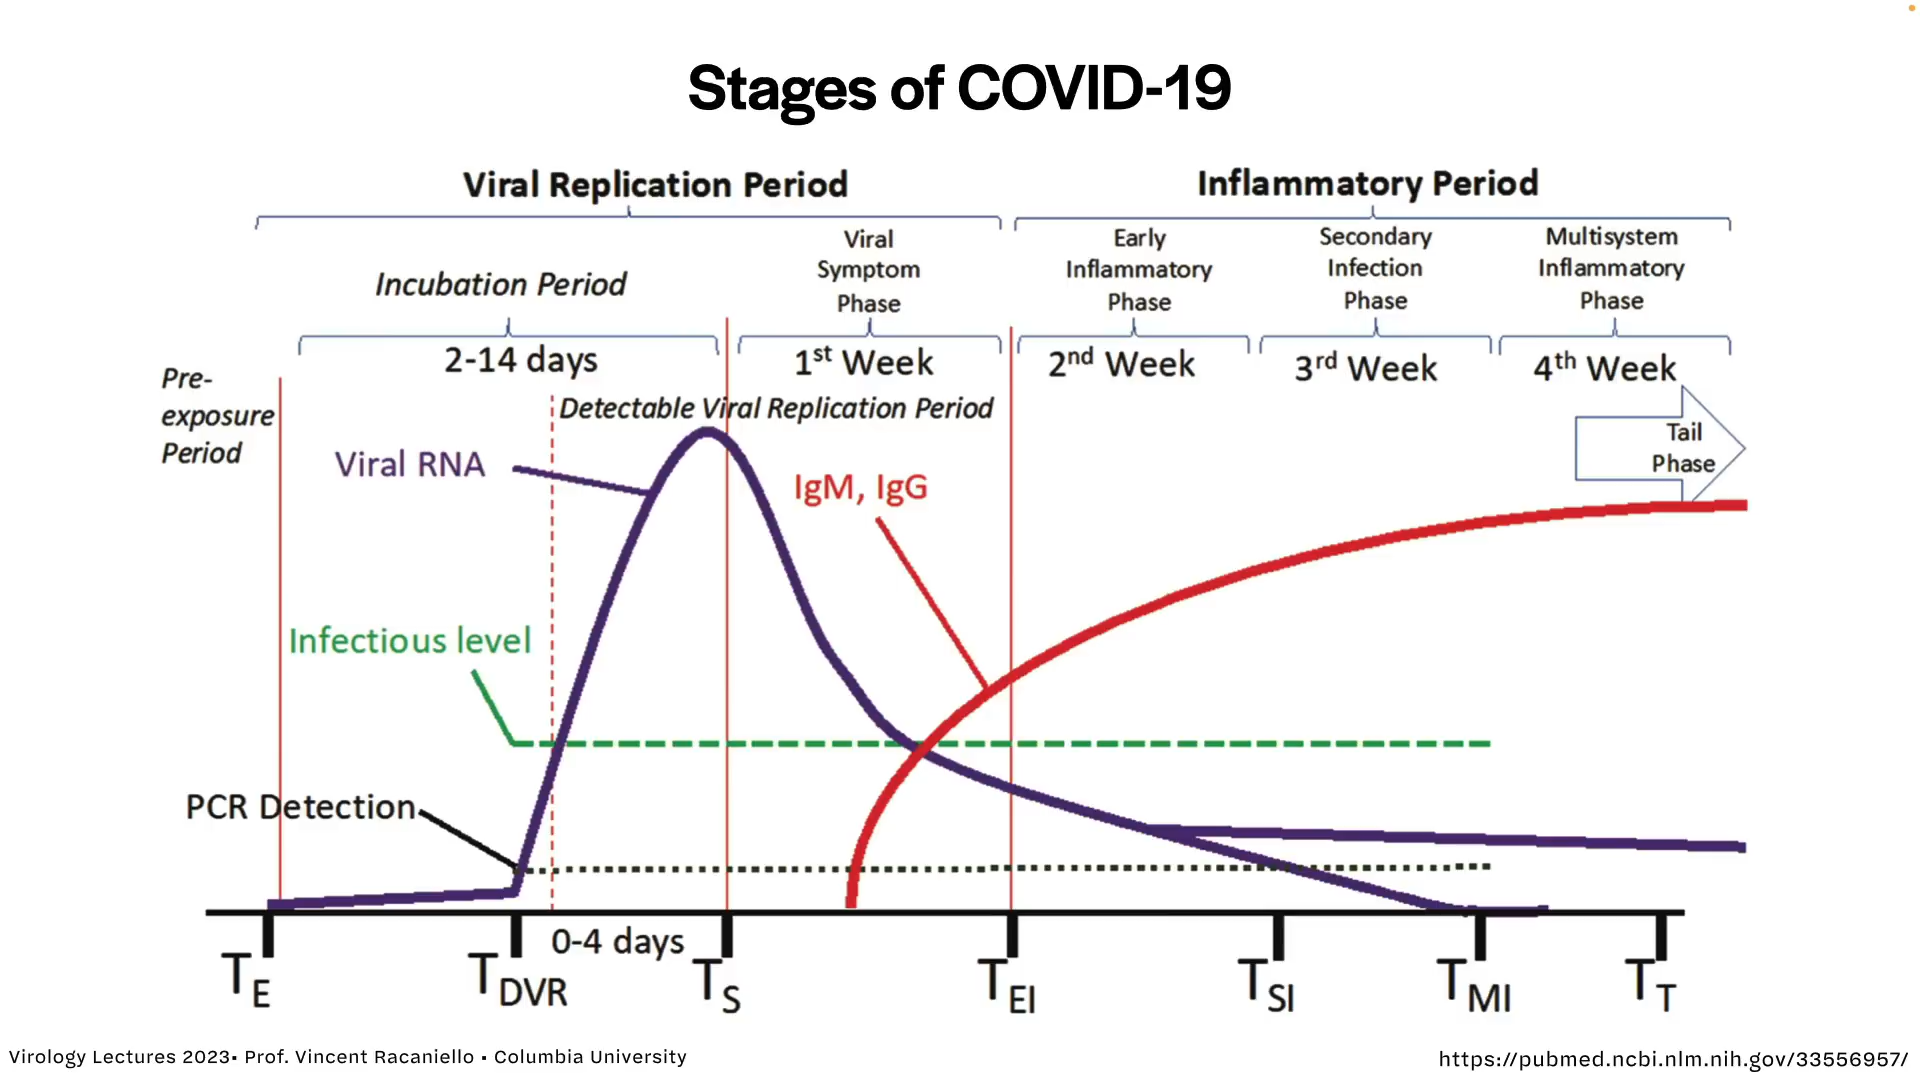 Stages of COVID-19
Viral Replication Period
Inflammatory Period
Incubation Period
Viral
Symptom
Phase
Early
Inflammatory
Phase
Secondary
Infection
Phase
Multisystem
Inflammatory
Phase
2-14 days
1st Week
2nd Week
3rd Week
4th Week
Pre-
exposure
Period
Detectable Viral Replication Period
Tail
Phase
Viral RNA
IgM, IgG
Infectious level
PCR Detection
0-4 days
TE
TDVR
TS
TEI
TSI
TMI
TT
Virology Lectures 2023• Prof. Vincent Racaniello • Columbia University
https://pubmed.ncbi.nlm.nih.gov/33556957/